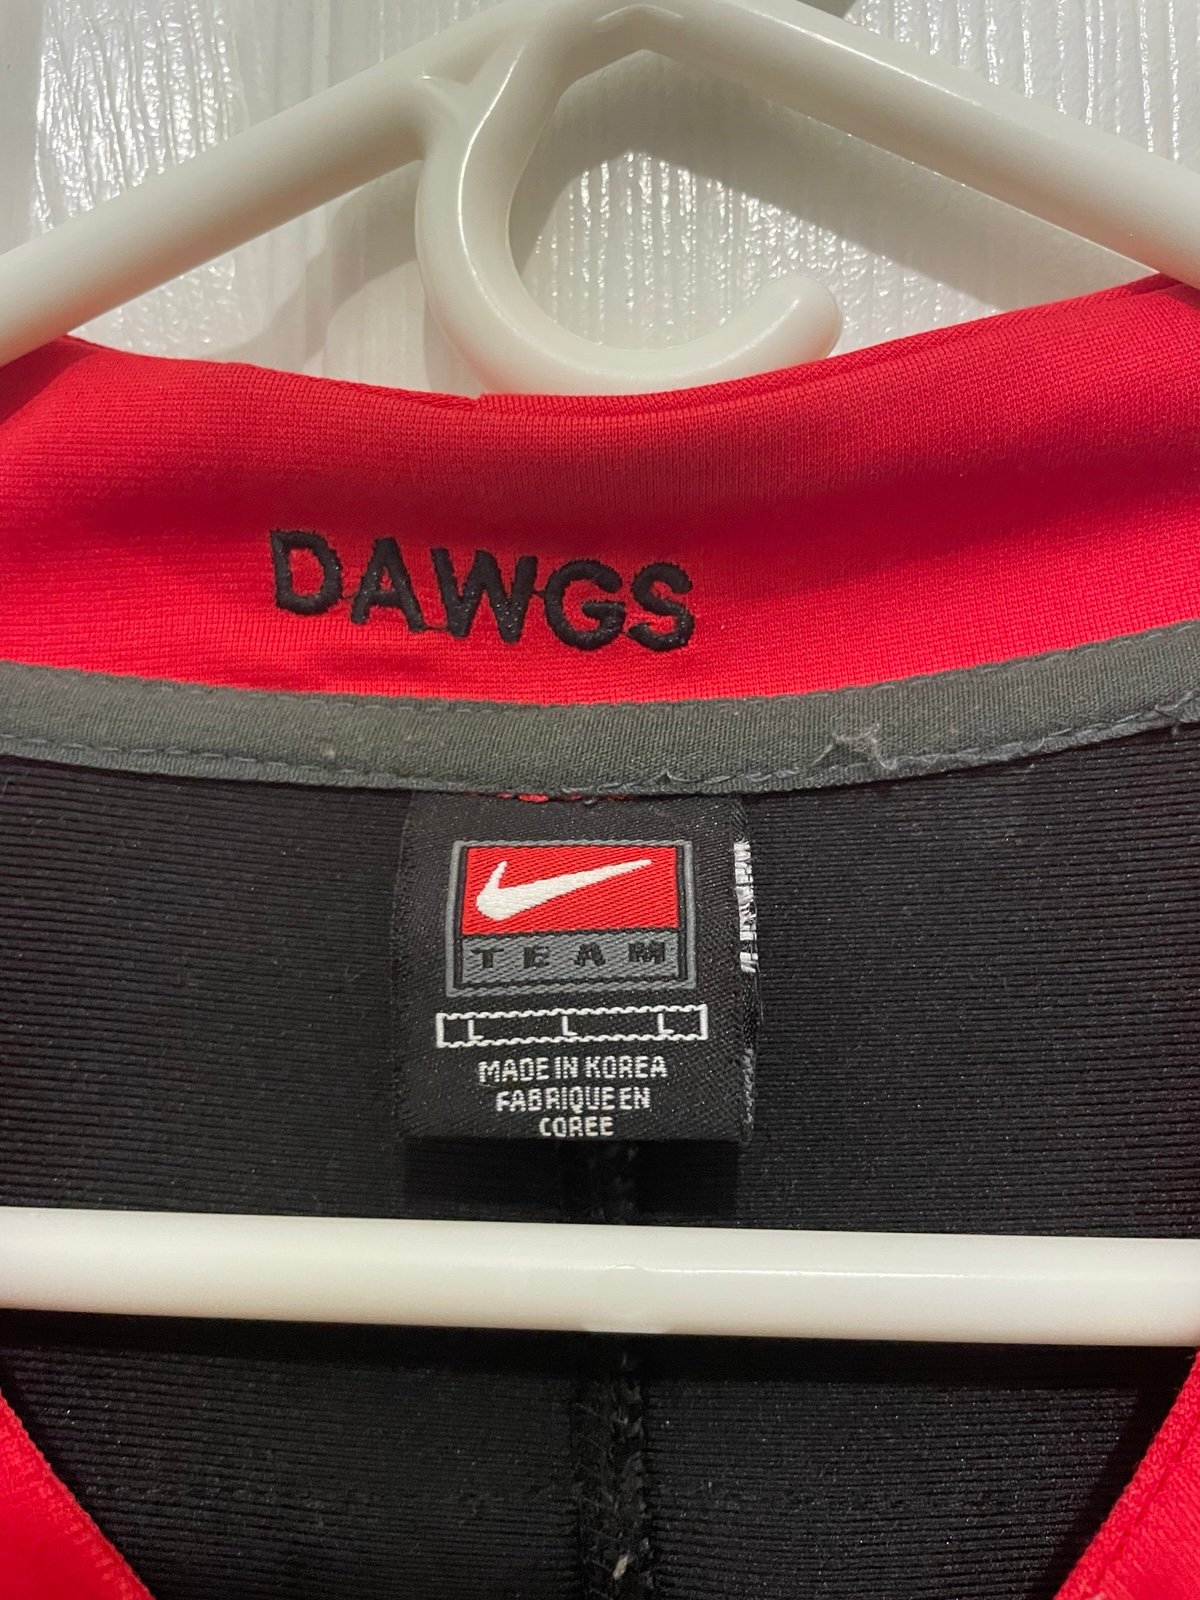 DAWGS
TEAM
L L L
MADE IN KOREA
FABRIQUE EN
COREE